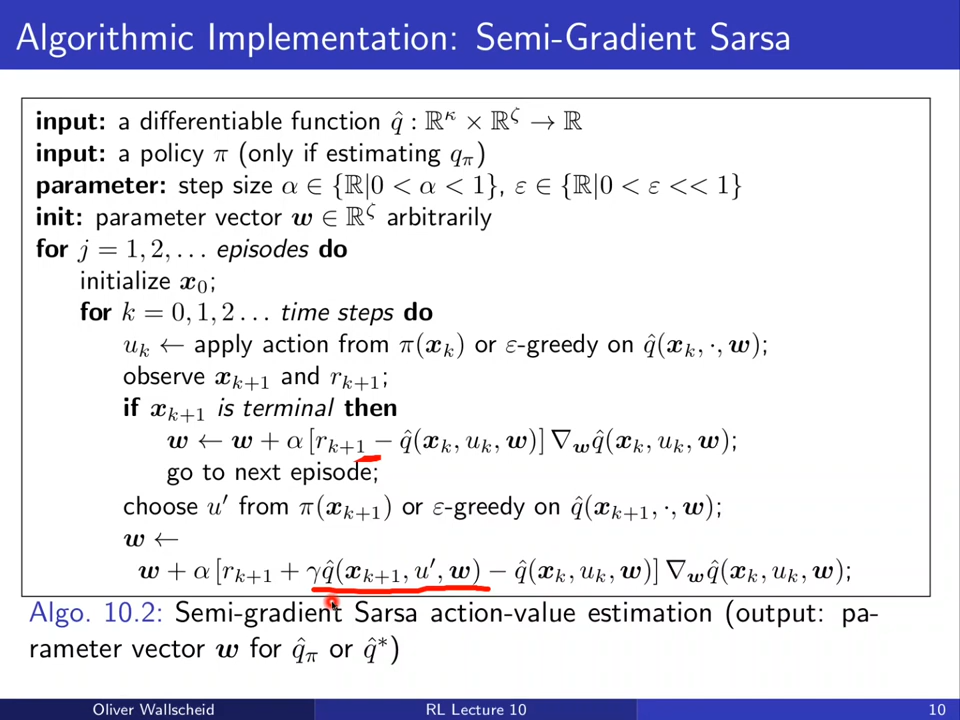 Algorithmic Implementation: Semi-Gradient Sarsa
input: a differentiable function q̂ : ℝ^κ × ℝ^ζ → ℝ
input: a policy π (only if estimating q_π)
parameter: step size α ∈ {ℝ|0 < α < 1}, ε ∈ {ℝ|0 < ε << 1}
init: parameter vector w ∈ ℝ^ζ arbitrarily
for j = 1, 2, . . . episodes do
initialize x_0;
for k = 0, 1, 2 . . . time steps do
u_k ← apply action from π(x_k) or ε-greedy on q̂(x_k, ·, w);
observe x_{k+1} and r_{k+1};
if x_{k+1} is terminal then
w ← w + α [r_{k+1} − q̂(x_k, u_k, w)] ∇_w q̂(x_k, u_k, w);
go to next episode;
choose u′ from π(x_{k+1}) or ε-greedy on q̂(x_{k+1}, ·, w);
w ←
w + α [r_{k+1} + γq̂(x_{k+1}, u′, w) − q̂(x_k, u_k, w)] ∇_w q̂(x_k, u_k, w);
Algo. 10.2: Semi-gradient Sarsa action-value estimation (output: pa-
rameter vector w for q̂_π or q̂*)
Oliver Wallscheid RL Lecture 10 10